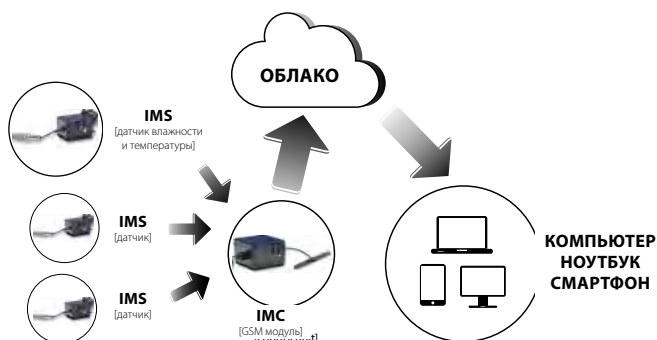 ОБЛАКО
IMS
[датчик влажности
и температуры]
IMS
[датчик]
IMS
[датчик]
IMC
[GSM модуль]
КОМПЬЮТЕР
НОУТБУК
СМАРТФОН